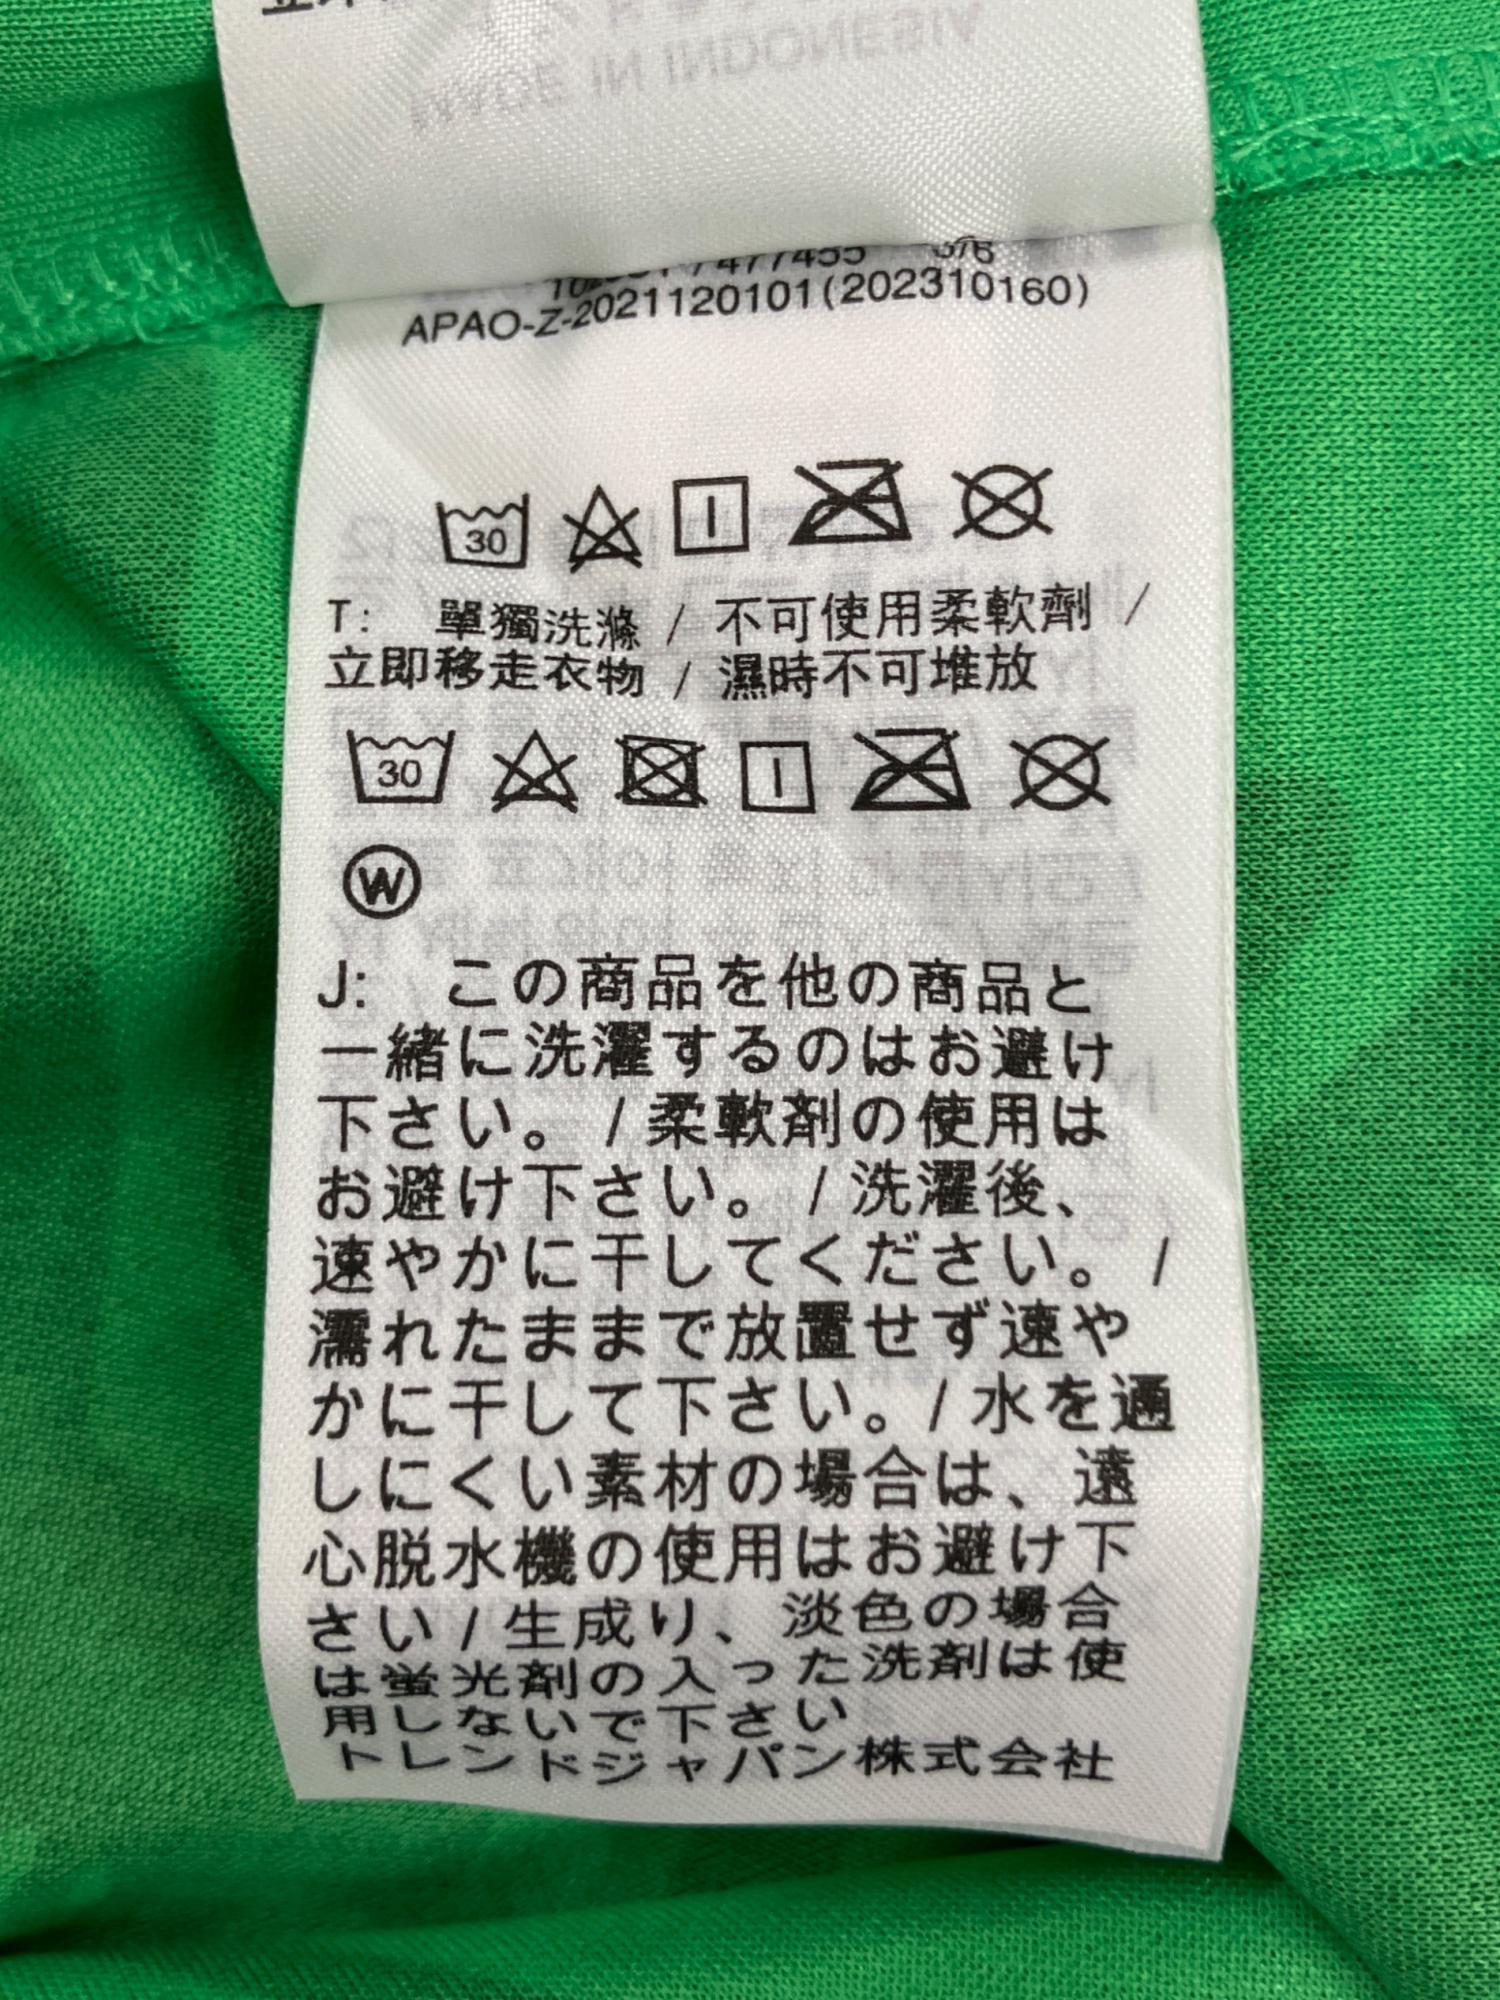 MADE IN INDONESIA
APAO-Z-2021120101(202310160)
30
T: 單獨洗滌 / 不可使用柔軟劑 /
立即移走衣物 / 濕時不可堆放
30
W
J: この商品を他の商品と
一緒に洗濯するのはお避け
下さい。 / 柔軟剤の使用は
お避け下さい。 / 洗濯後、
速やかに干してください。 /
濡れたままで放置せず速や
かに干して下さい。/ 水を通
しにくい素材の場合は、遠
心脱水機の使用はお避け下
さい / 生成り、淡色の場合
は蛍光剤の入った洗剤は使
用しないで下さい
トレンドジャパン株式会社